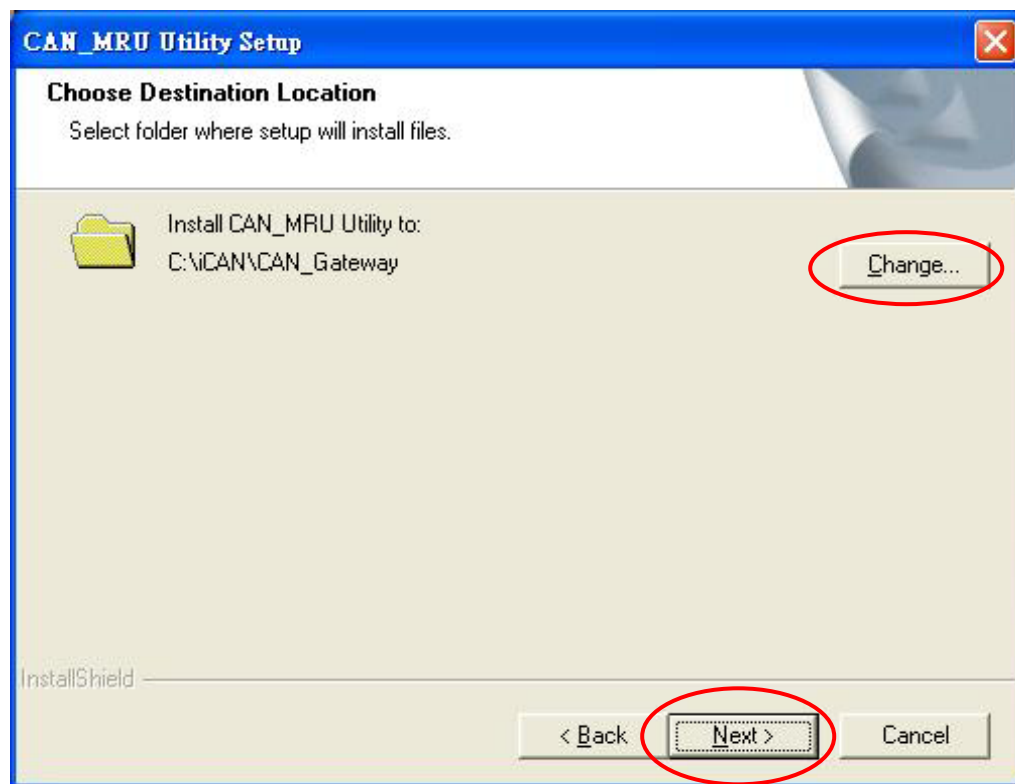 CAN_MRU Utility Setup
Choose Destination Location
Select folder where setup will install files.
Install CAN_MRU Utility to:
C:\iCAN\CAN_Gateway
Change...
InstallShield
< Back
Next >
Cancel